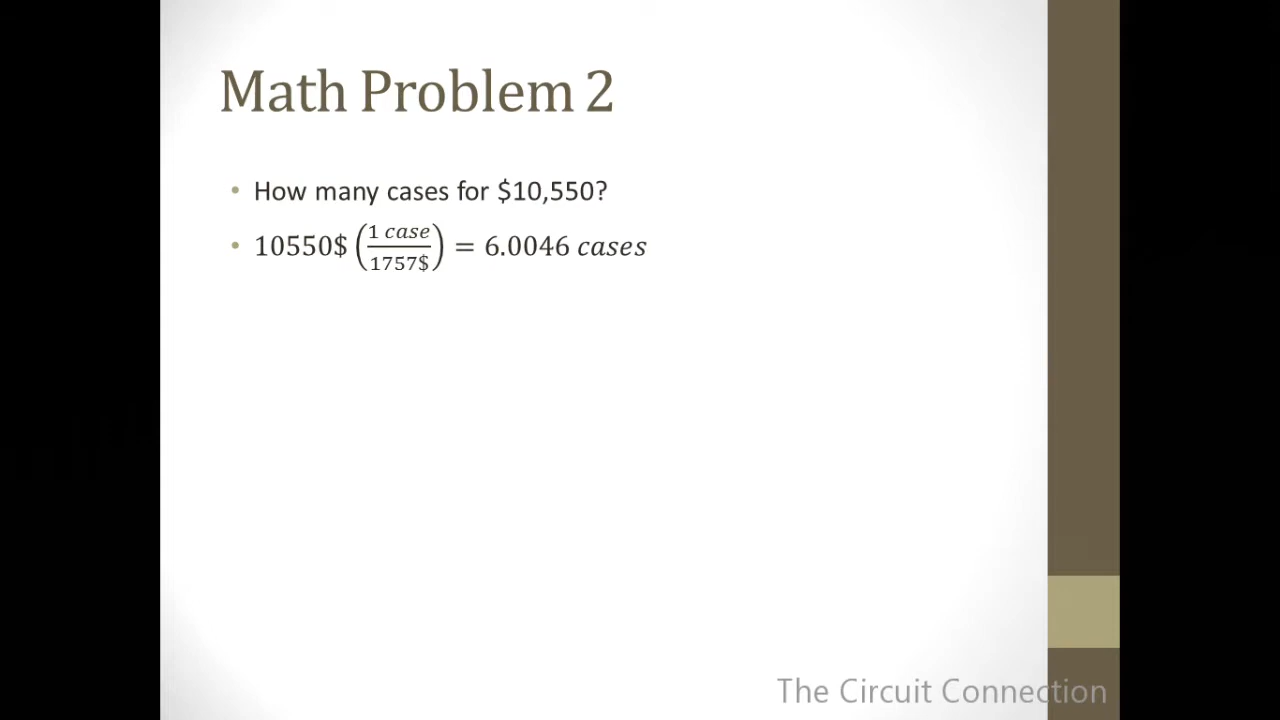 Math Problem 2
• How many cases for $10,550?
• 10550$ (1 case / 1757$) = 6.0046 cases
The Circuit Connection